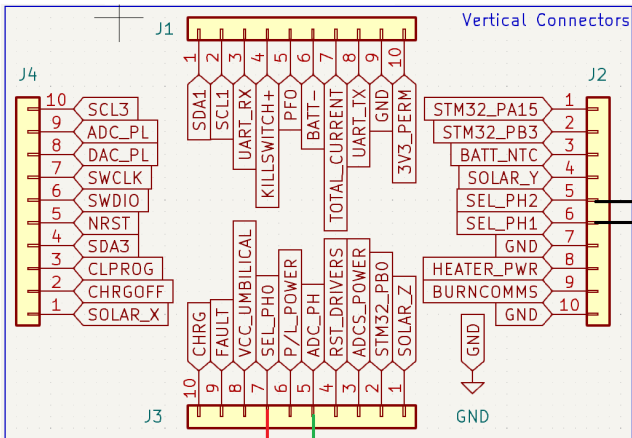 Vertical Connectors
J1
1 2 3 4 5 6 7 8 9 10
SDA1
SCL1
UART_RX
KILLSWITCH+
PFO
BATT-
TOTAL_CURRENT
UART_TX
GND
3V3_PERM
J4
10 SCL3
9 ADC_PL
8 DAC_PL
7 SWCLK
6 SWDIO
5 NRST
4 SDA3
3 CLPROG
2 CHRGOFF
1 SOLAR_X
J2
STM32_PA15 1
STM32_PB3 2
BATT_NTC 3
SOLAR_Y 4
SEL_PH2 5
SEL_PH1 6
GND 7
HEATER_PWR 8
BURNCOMMS 9
GND 10
CHRG
FAULT
VCC_UMBILICAL
SEL_PH0
P/L_POWER
ADC_PH
RST_DRIVERS
ADCS_POWER
STM32_PB0
SOLAR_Z
10 9 8 7 6 5 4 3 2 1
J3
GND
GND